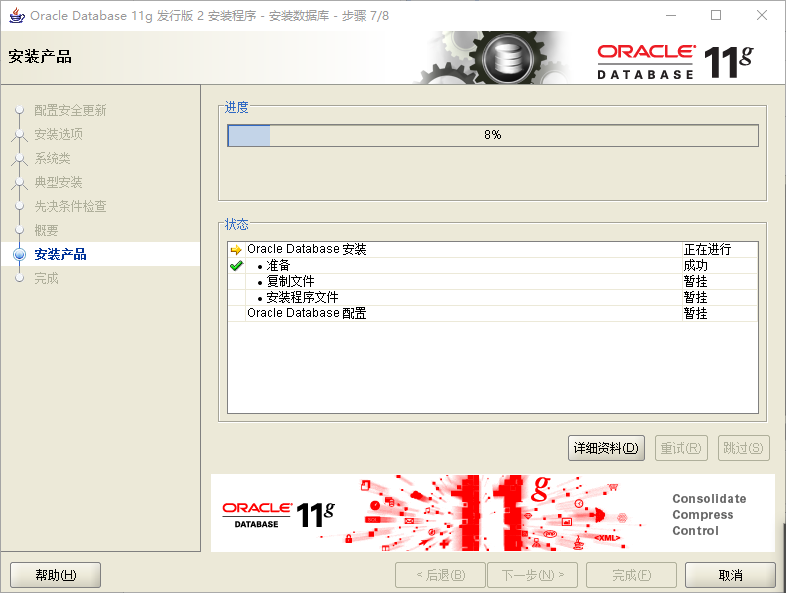 Oracle Database 11g 发行版 2 安装程序 - 安装数据库 - 步骤 7/8
安装产品
ORACLE
DATABASE 11g
配置安全更新
安装选项
系统类
典型安装
先决条件检查
概要
安装产品
完成
进度
8%
状态
Oracle Database 安装 正在进行
• 准备 成功
• 复制文件 暂挂
• 安装程序文件 暂挂
Oracle Database 配置 暂挂
详细资料(D) 重试(R) 跳过(S)
ORACLE
DATABASE 11g
11g
<XML>
Consolidate
Compress
Control
帮助(H) < 后退(B) 下一步(N) > 完成(F) 取消